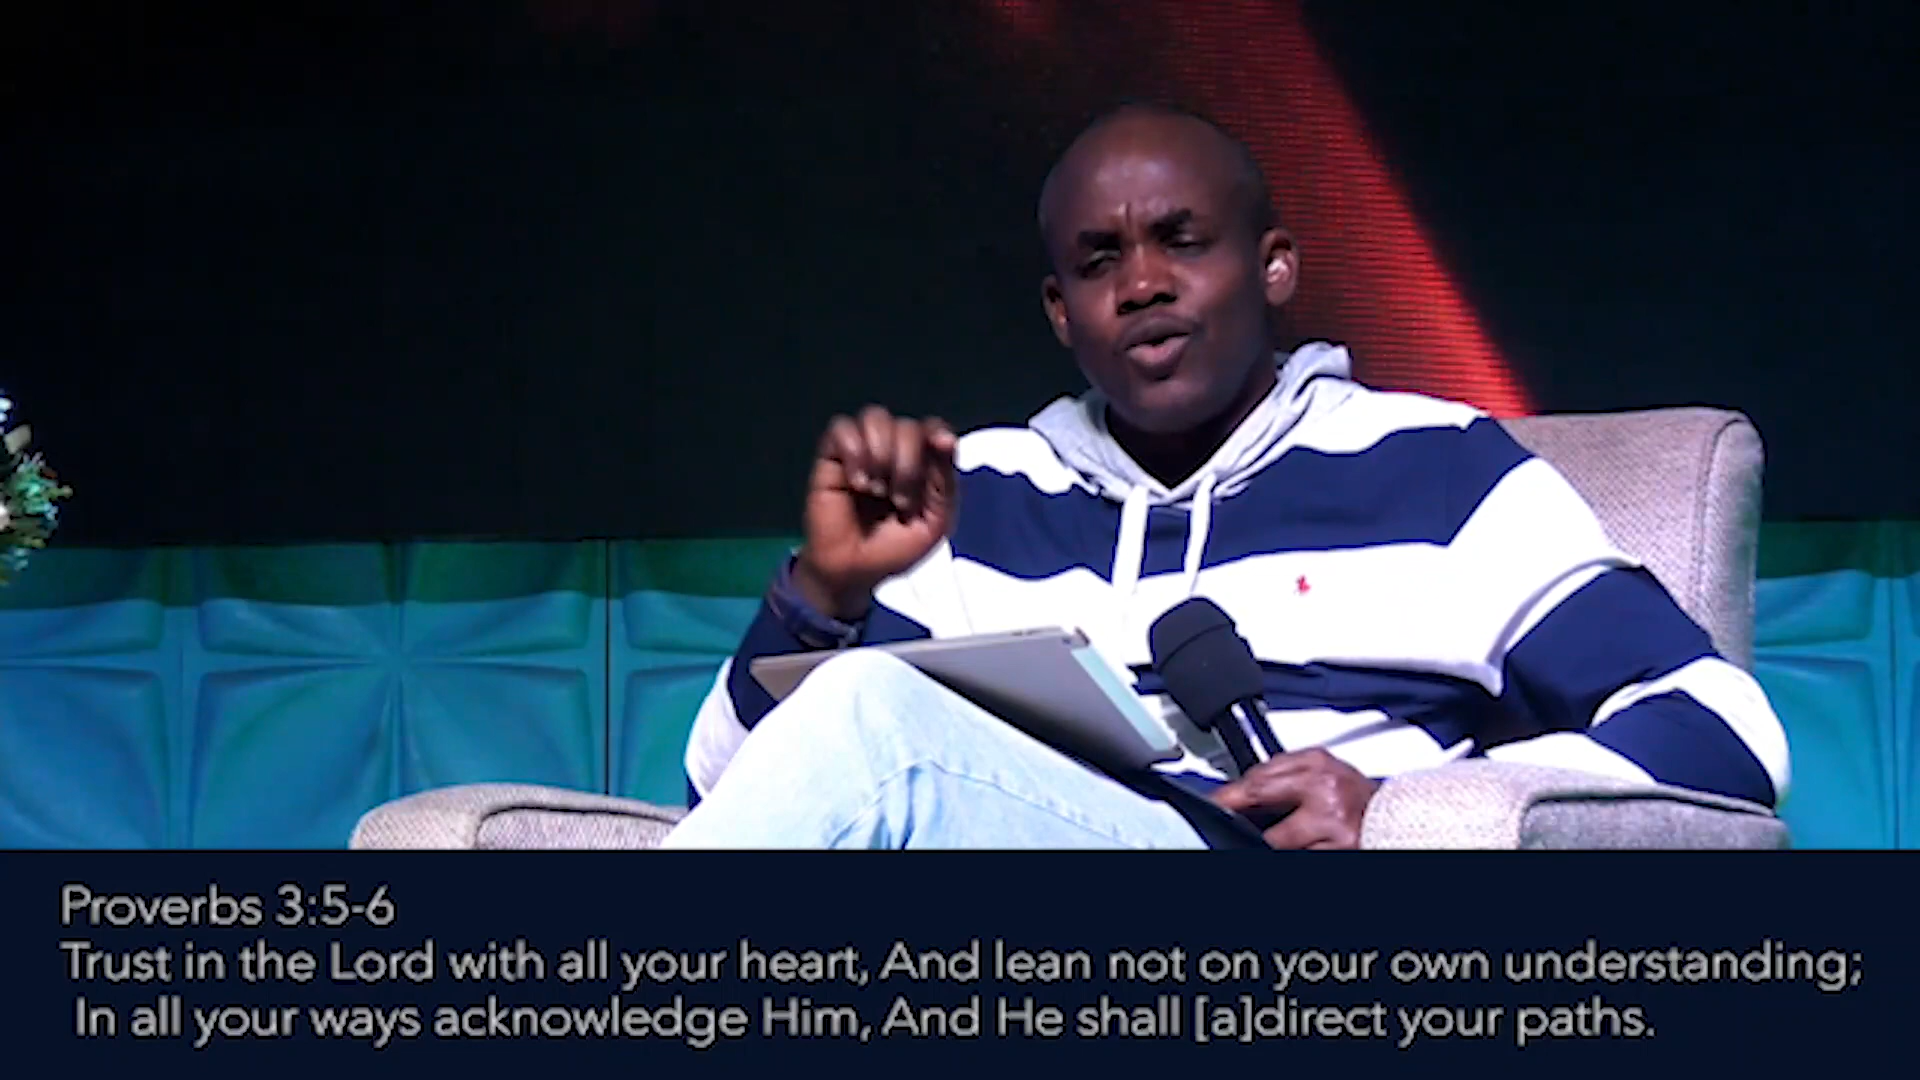 Proverbs 3:5-6
Trust in the Lord with all your heart, And lean not on your own understanding;
In all your ways acknowledge Him, And He shall [a]direct your paths.